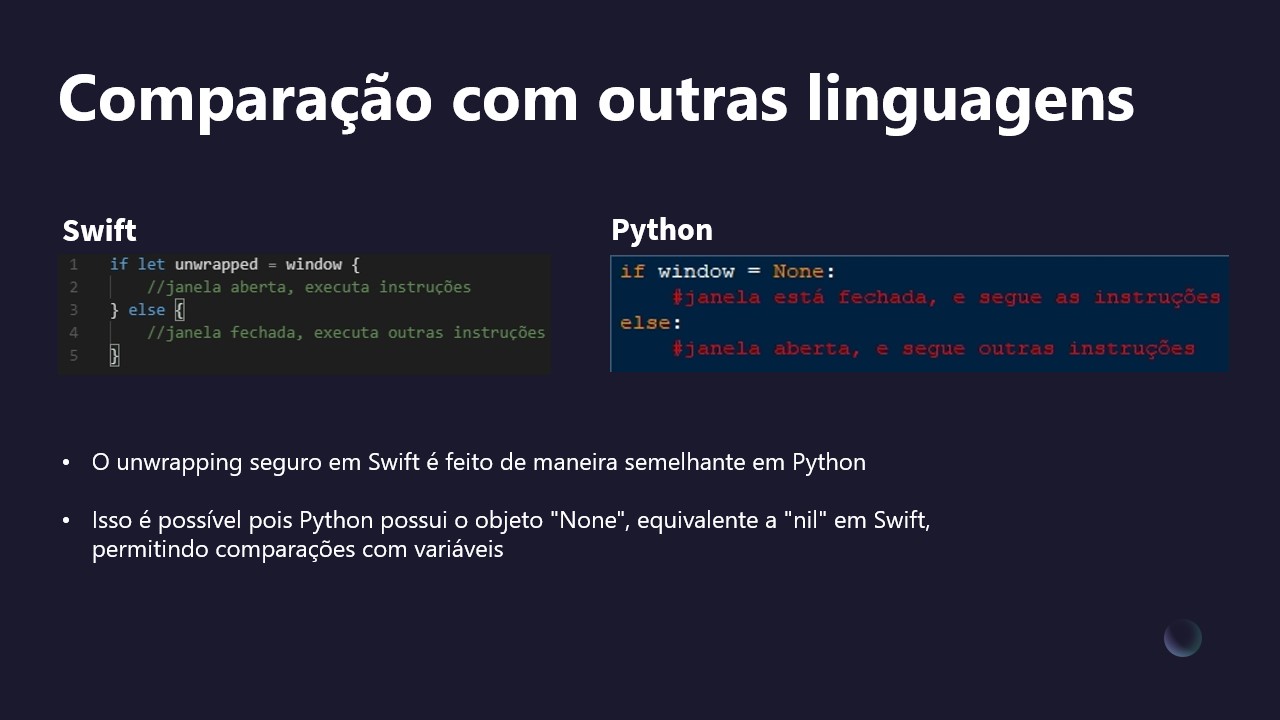 Comparação com outras linguagens
Swift
1 if let unwrapped = window {
2 //janela aberta, executa instruções
3 } else {
4 //janela fechada, executa outras instruções
5 }
Python
if window = None:
#janela está fechada, e segue as instruções
else:
#janela aberta, e segue outras instruções
• O unwrapping seguro em Swift é feito de maneira semelhante em Python
• Isso é possível pois Python possui o objeto "None", equivalente a "nil" em Swift,
permitindo comparações com variáveis